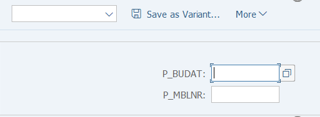 Save as Variant... More
P_BUDAT:
P_MBLNR: